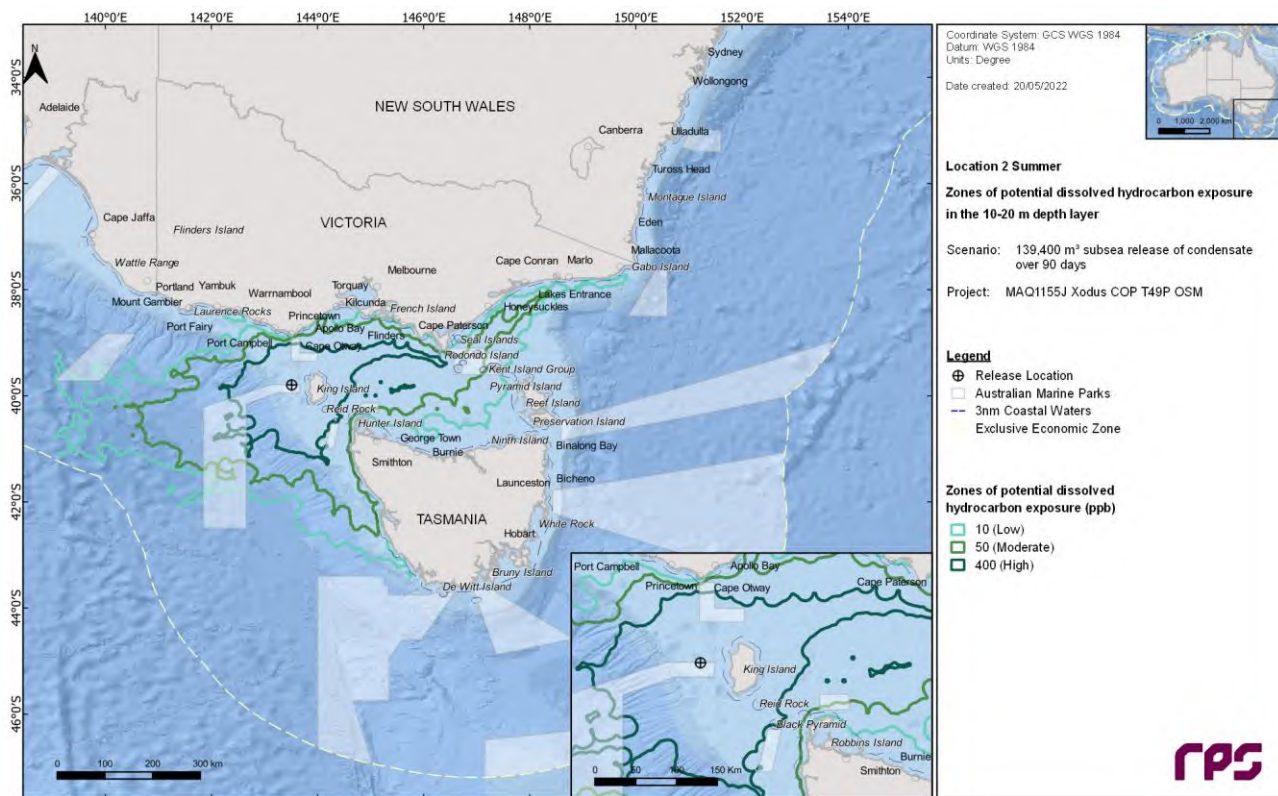 140°0'E
142°0'E
144°0'E
146°0'E
148°0'E
150°0'E
152°0'E
154°0'E
N
34°0'S
36°0'S
38°0'S
40°0'S
42°0'S
44°0'S
46°0'S
Sydney
Wollongong
Adelaide
NEW SOUTH WALES
Canberra
Ulladulla
Tuross Head
Montague Island
Cape Jaffa
Flinders Island
VICTORIA
Eden
Wattle Range
Melbourne
Cape Conran
Marlo
Mallacoota
Gabo Island
Portland
Yambuk
Torquay
Mount Gambier
Warrnambool
Kilcunda
Lakes Entrance
Laurence Rocks
Princetown
French Island
Honeysuckles
Port Fairy
Apollo Bay
Flinders
Cape Paterson
Port Campbell
Cape Otway
Seal Islands
Redondo Island
Kent Island Group
King Island
Pyramid Island
Reid Rock
Reef Island
Hunter Island
Preservation Island
George Town
Ninth Island
Burnie
Binalong Bay
Smithton
Launceston
Bicheno
TASMANIA
White Rock
Hobart
Bruny Island
De Witt Island
0 100 200 300 km
Port Campbell
Apollo Bay
Princetown
Cape Otway
Cape Paterson
King Island
Reid Rock
Black Pyramid
Robbins Island
Burnie
Smithton
0 50 100 150 Km
Coordinate System: GCS WGS 1984
Datum: WGS 1984
Units: Degree
Date created: 20/05/2022
0 1,000 2,000 km
Location 2 Summer
Zones of potential dissolved hydrocarbon exposure
in the 10-20 m depth layer
Scenario: 139,400 m³ subsea release of condensate
over 90 days
Project: MAQ1155J Xodus COP T49P OSM
Legend
Release Location
Australian Marine Parks
3nm Coastal Waters
Exclusive Economic Zone
Zones of potential dissolved
hydrocarbon exposure (ppb)
10 (Low)
50 (Moderate)
400 (High)
rps